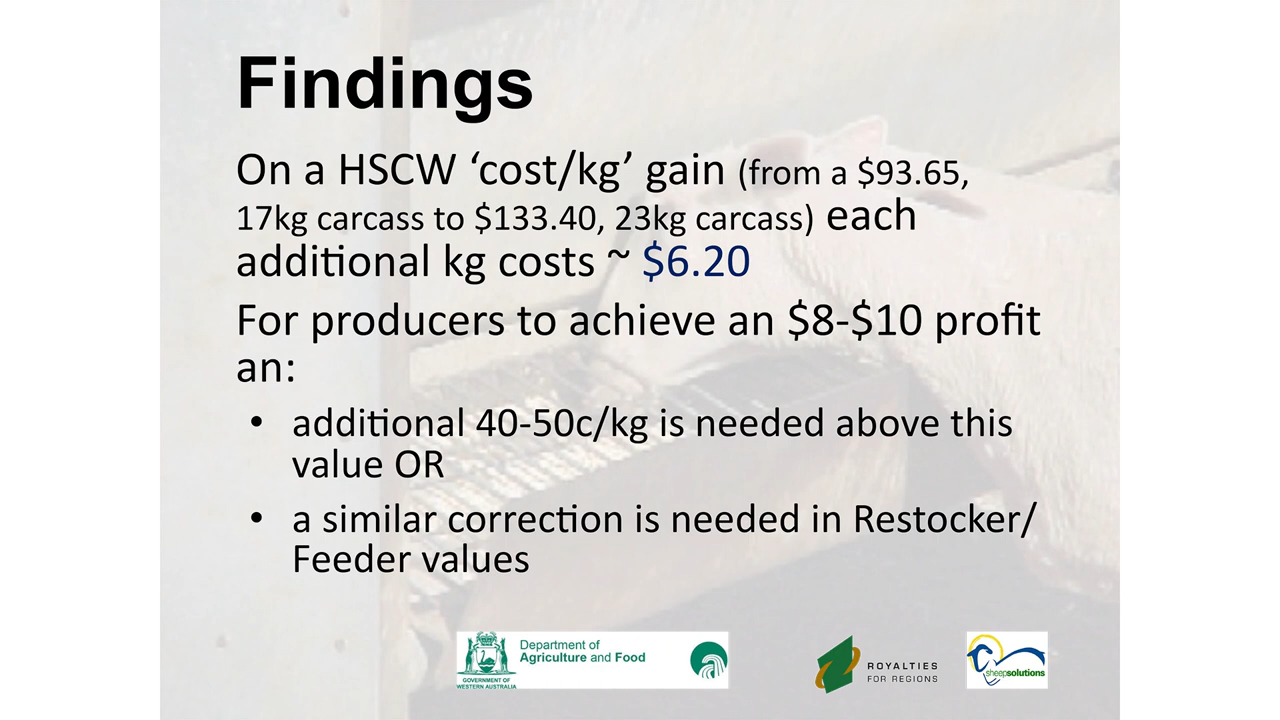 Findings
On a HSCW ‘cost/kg’ gain (from a $93.65,
17kg carcass to $133.40, 23kg carcass) each
additional kg costs ~ $6.20
For producers to achieve an $8-$10 profit
an:
• additional 40-50c/kg is needed above this
value OR
• a similar correction is needed in Restocker/
Feeder values
Department of
Agriculture and Food
GOVERNMENT OF
WESTERN AUSTRALIA
ROYALTIES
FOR REGIONS
sheepsolutions